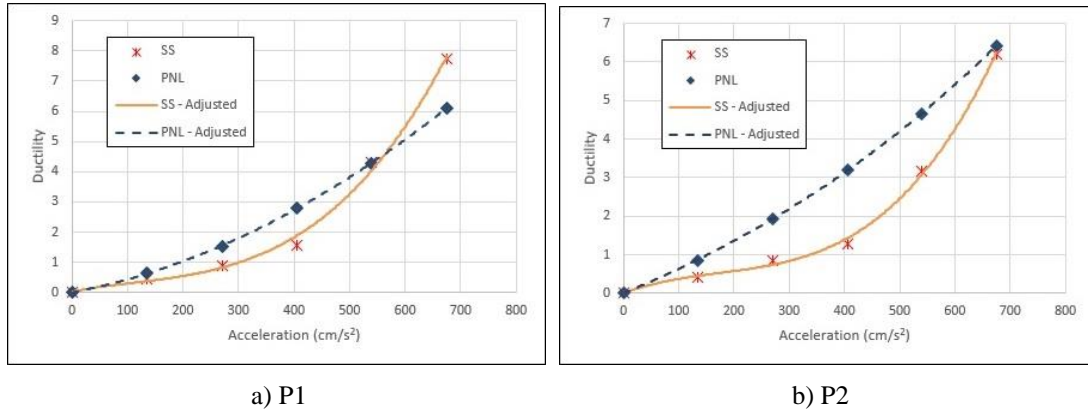 9
8
7
6
5
4
3
2
1
0
Ductility
SS
PNL
SS - Adjusted
PNL - Adjusted
0 100 200 300 400 500 600 700 800
Acceleration (cm/s²)
a) P1
7
6
5
4
3
2
1
0
Ductility
SS
PNL
SS - Adjusted
PNL - Adjusted
0 100 200 300 400 500 600 700 800
Acceleration (cm/s²)
b) P2